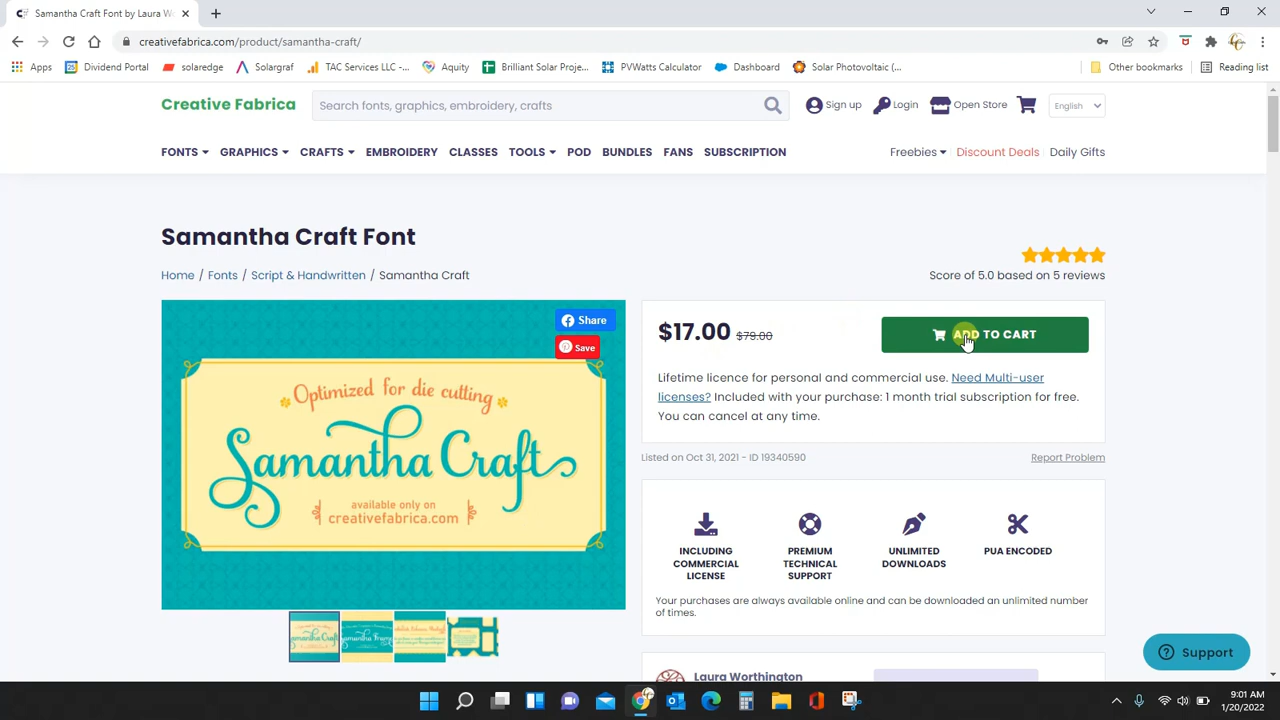 Samantha Craft Font by Laura Wo
creativefabrica.com/product/samantha-craft/
Apps
Dividend Portal
solaredge
Solargraf
TAC Services LLC -...
Aquity
Brilliant Solar Proje...
PVWatts Calculator
Dashboard
Solar Photovoltaic (...
Other bookmarks
Reading list
Creative Fabrica
Search fonts, graphics, embroidery, crafts
Sign up
Login
Open Store
English
FONTS
GRAPHICS
CRAFTS
EMBROIDERY
CLASSES
TOOLS
POD
BUNDLES
FANS
SUBSCRIPTION
Freebies
Discount Deals
Daily Gifts
Samantha Craft Font
Home / Fonts / Script & Handwritten / Samantha Craft
Score of 5.0 based on 5 reviews
Share
Save
Optimized for die cutting
Samantha Craft
available only on
creativefabrica.com
$17.00 $79.00
ADD TO CART
Lifetime licence for personal and commercial use. Need Multi-user
licenses? Included with your purchase: 1 month trial subscription for free.
You can cancel at any time.
Listed on Oct 31, 2021 - ID 19340590
Report Problem
INCLUDING
COMMERCIAL
LICENSE
PREMIUM
TECHNICAL
SUPPORT
UNLIMITED
DOWNLOADS
PUA ENCODED
Your purchases are always available online and can be downloaded an unlimited number
of times.
Laura Worthington
Support
9:01 AM
1/20/2022